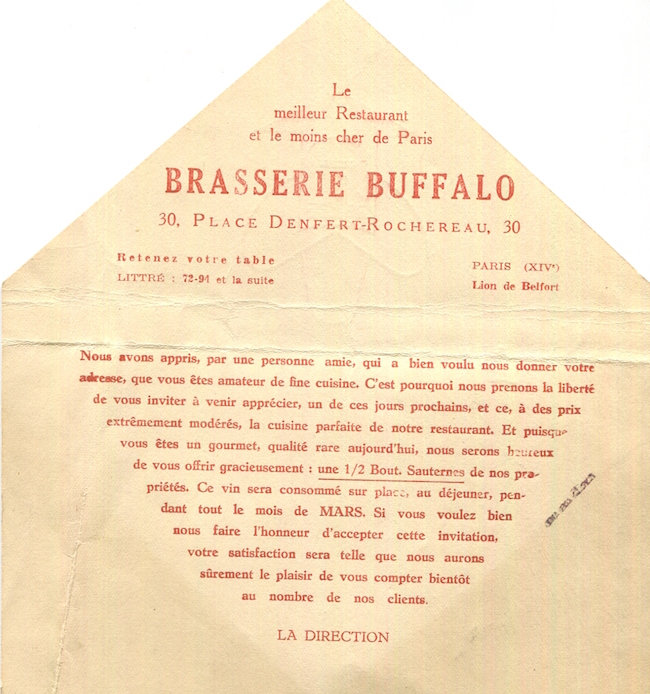 Le
meilleur Restaurant
et le moins cher de Paris
BRASSERIE BUFFALO
30, PLACE DENFERT-ROCHEREAU, 30
Retenez votre table
LITTRÉ : 72-94 et la suite
PARIS (XIVe)
Lion de Belfort
Nous avons appris, par une personne amie, qui a bien voulu nous donner votre
adresse, que vous êtes amateur de fine cuisine. C'est pourquoi nous prenons la liberté
de vous inviter à venir apprécier, un de ces jours prochains, et ce, à des prix
extrêmement modérés, la cuisine parfaite de notre restaurant. Et puisque
vous êtes un gourmet, qualité rare aujourd'hui, nous serons heureux
de vous offrir gracieusement : une 1/2 Bout. Sauternes de nos pro-
priétés. Ce vin sera consommé sur place, au déjeuner, pen-
dant tout le mois de MARS. Si vous voulez bien
nous faire l'honneur d'accepter cette invitation,
votre satisfaction sera telle que nous aurons
sûrement le plaisir de vous compter bientôt
au nombre de nos clients.
LA DIRECTION